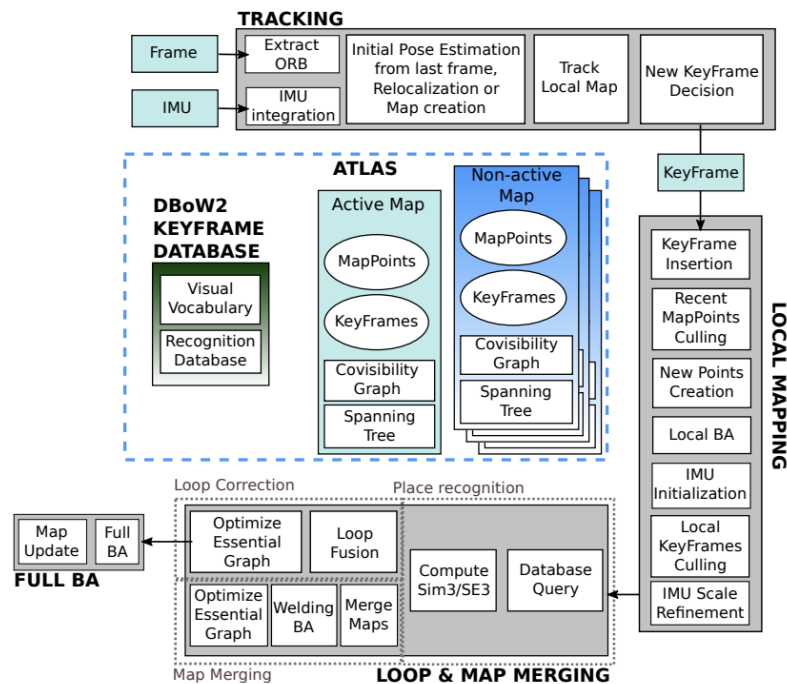 TRACKING
Frame
IMU
Extract
ORB
IMU
integration
Initial Pose Estimation
from last frame,
Relocalization or
Map creation
Track
Local Map
New KeyFrame
Decision
KeyFrame
ATLAS
DBoW2
KEYFRAME
DATABASE
Visual
Vocabulary
Recognition
Database
Active Map
MapPoints
KeyFrames
Covisibility
Graph
Spanning
Tree
Non-active
Map
MapPoints
KeyFrames
Covisibility
Graph
Spanning
Tree
LOCAL MAPPING
KeyFrame
Insertion
Recent
MapPoints
Culling
New Points
Creation
Local BA
IMU
Initialization
Local
KeyFrames
Culling
IMU Scale
Refinement
Loop Correction
Place recognition
Optimize
Essential
Graph
Loop
Fusion
Compute
Sim3/SE3
Database
Query
Map
Update
Full
BA
FULL BA
Optimize
Essential
Graph
Welding
BA
Merge
Maps
Map Merging
LOOP & MAP MERGING